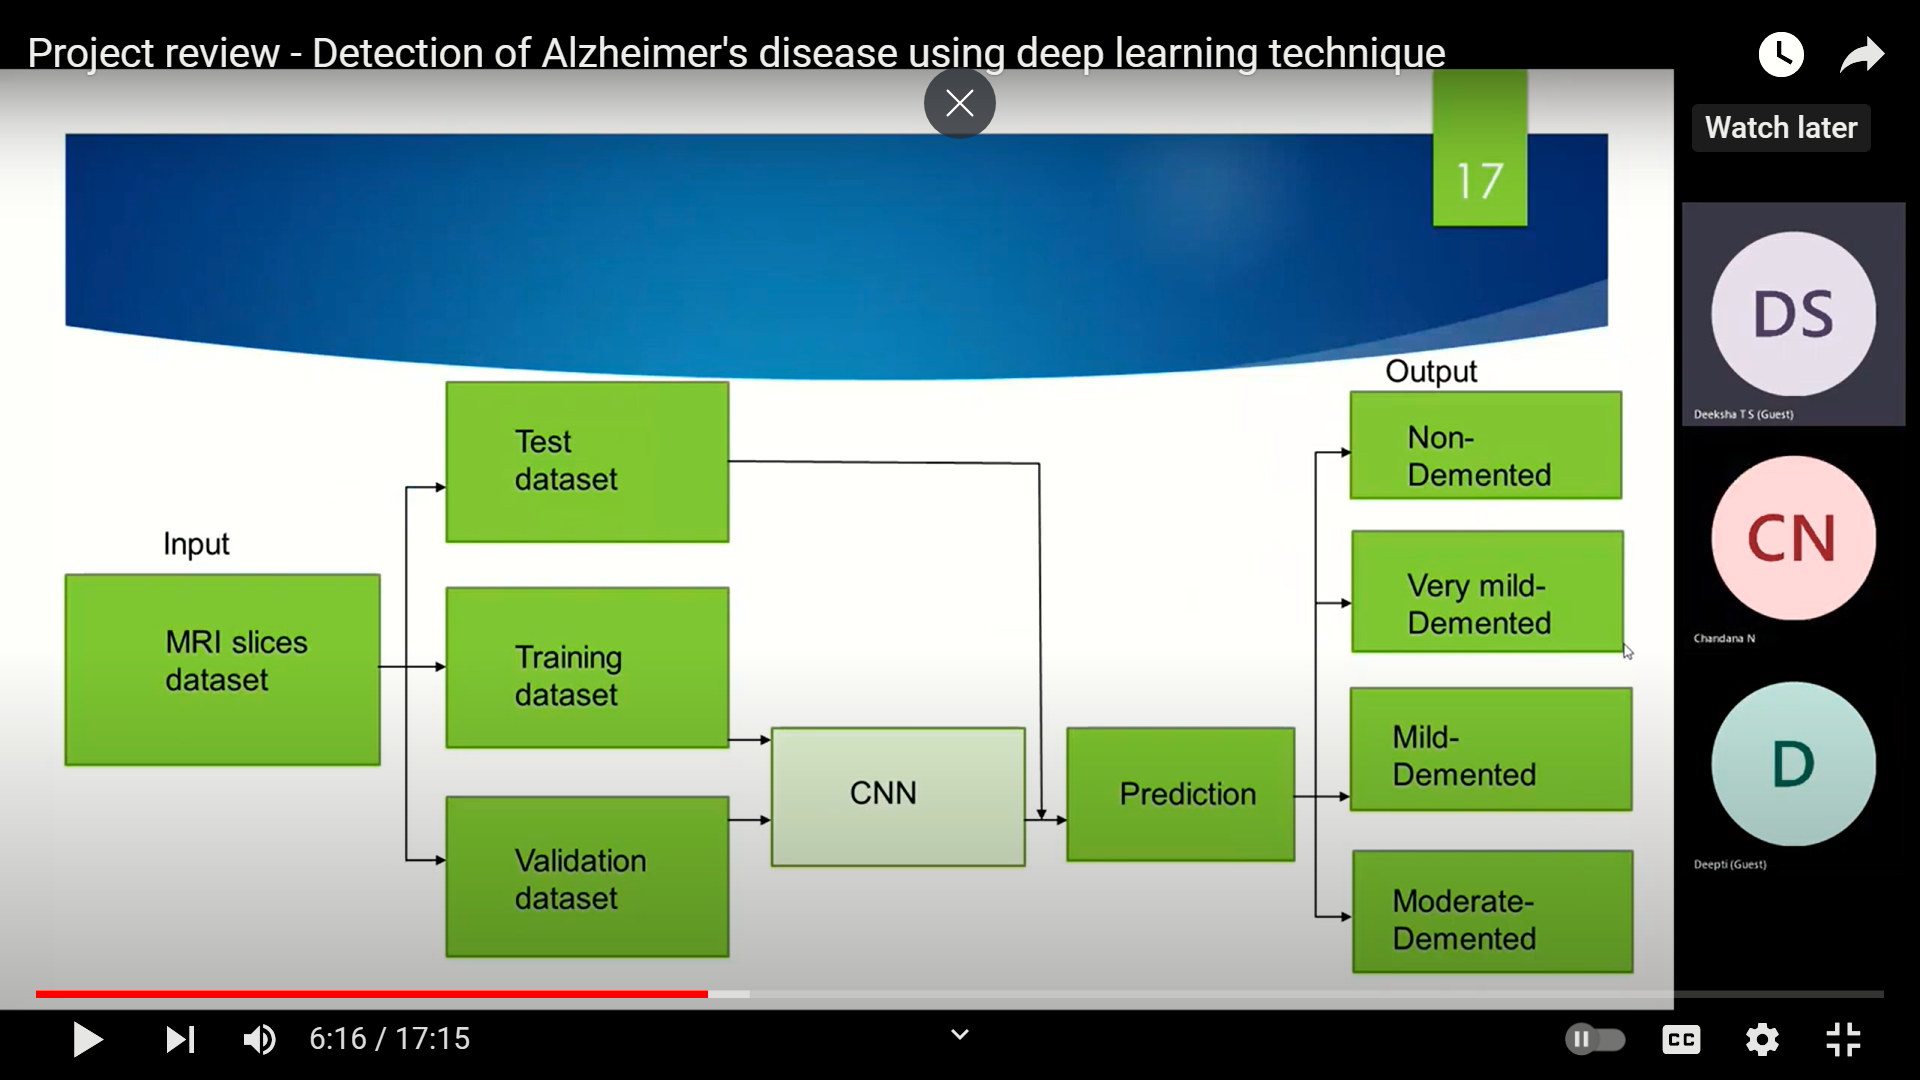 Project review - Detection of Alzheimer's disease using deep learning technique
Watch later
17
DS
Deeksha T S (Guest)
CN
Chandana N
D
Deepti (Guest)
Input
MRI slices
dataset
Test
dataset
Training
dataset
Validation
dataset
CNN
Prediction
Output
Non-
Demented
Very mild-
Demented
Mild-
Demented
Moderate-
Demented
6:16 / 17:15
CC